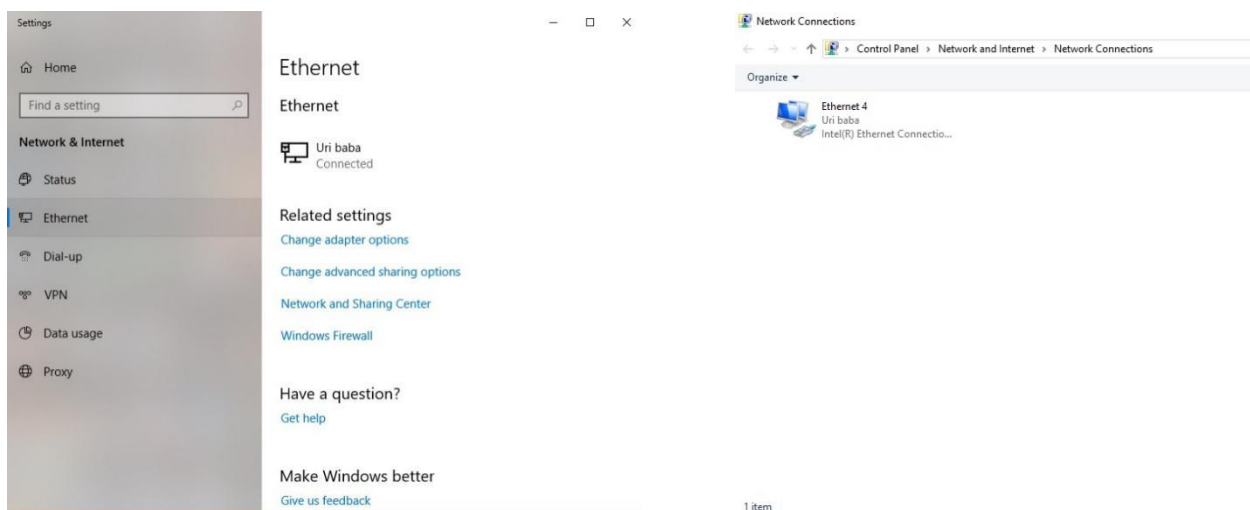 Settings
Home
Find a setting
Network & Internet
Status
Ethernet
Dial-up
VPN
Data usage
Proxy
Ethernet
Ethernet
Uri baba
Connected
Related settings
Change adapter options
Change advanced sharing options
Network and Sharing Center
Windows Firewall
Have a question?
Get help
Make Windows better
Give us feedback
Network Connections
Control Panel > Network and Internet > Network Connections
Organize
Ethernet 4
Uri baba
Intel(R) Ethernet Connectio...
1 item